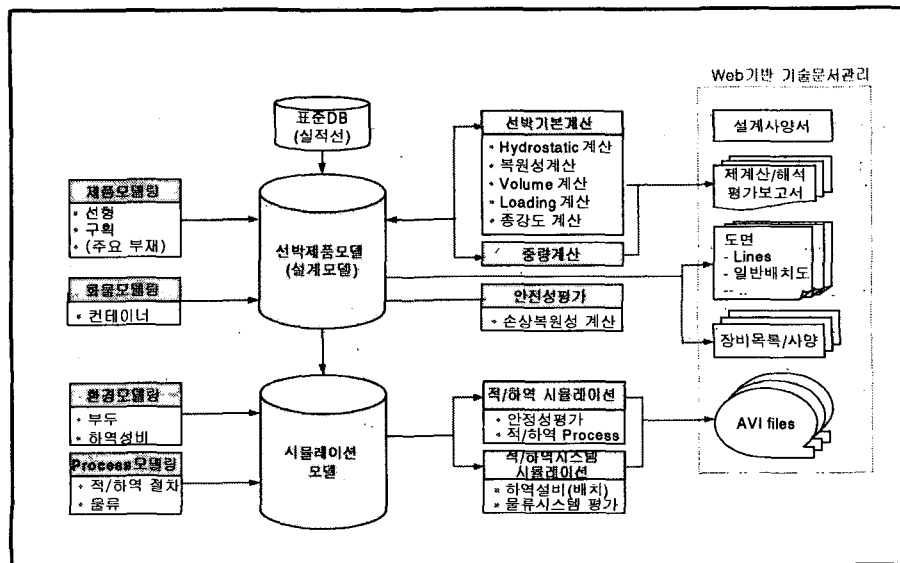 Web기반 기술문서관리
표준DB
(실적선)
선박기본계산
* Hydrostatic 계산
* 복원성계산
* Volume 계산
* Loading 계산
* 종강도 계산
설계사양서
제계산/해석
평가보고서
제품모델링
* 선형
* 구획
* (주요 부재)
선박제품모델
(설계모델)
중량계산
도면
- Lines
- 일반배치도
...
화물모델링
* 컨테이너
안전성평가
* 손상복원성 계산
장비목록/사양
환경모델링
* 부두
* 하역설비
시뮬레이션
모델
적/하역 시뮬레이션
* 안정성평가
* 적/하역 Process
AVI files
Process모델링
* 적/하역 절차
* 물류
적/하역시스템
시뮬레이션
* 하역설비(배치)
* 물류시스템 평가